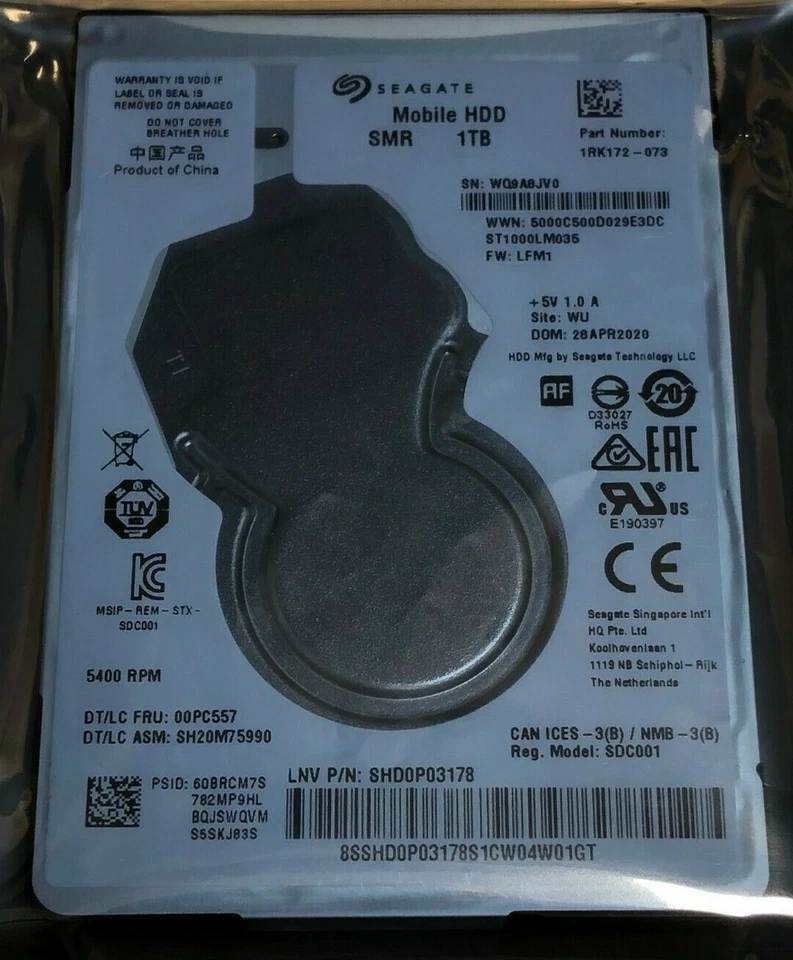 WARRANTY IS VOID IF
LABEL OR SEAL IS
REMOVED OR DAMAGED
DO NOT COVER
BREATHER HOLE
中国产品
Product of China
SEAGATE
Mobile HDD
SMR 1TB
Part Number:
1RK172-073
SN: WQ9A8JV0
WWN: 5000C500D029E3DC
ST1000LM035
FW: LFM1
+5V 1.0 A
Site: WU
DOM: 28APR2020
HDD Mfg by Seagate Technology LLC
T1
AF
20
D33027
RoHS
EAC
c RU ® US
E190397
TÜV
CE
KC
MSIP-REM-STX-
SDC001
Seagate Singapore Int'l
HQ Pte. Ltd
Koolhovenlaan 1
1119 NB Schiphol-Rijk
The Netherlands
5400 RPM
DT/LC FRU: 00PC557
DT/LC ASM: SH20M75990
CAN ICES-3(B) / NMB-3(B)
Reg. Model: SDC001
PSID: 60BRCM7S
782MP9HL
BQJSWQVM
S5SKJ83S
LNV P/N: SHD0P03178
8SSHD0P03178S1CW04W01GT